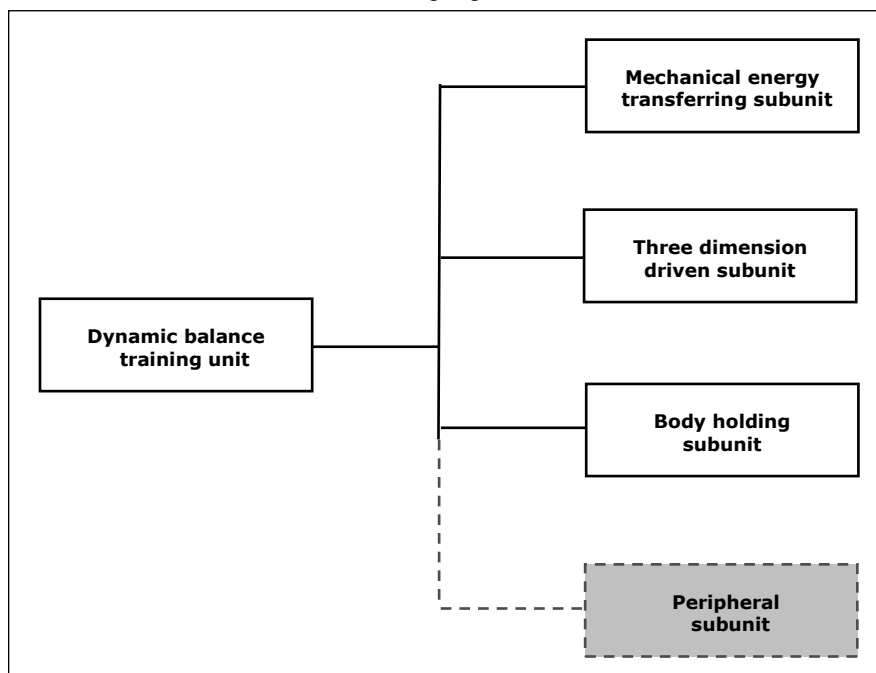 Mechanical energy
transferring subunit
Three dimension
driven subunit
Dynamic balance
training unit
Body holding
subunit
Peripheral
subunit